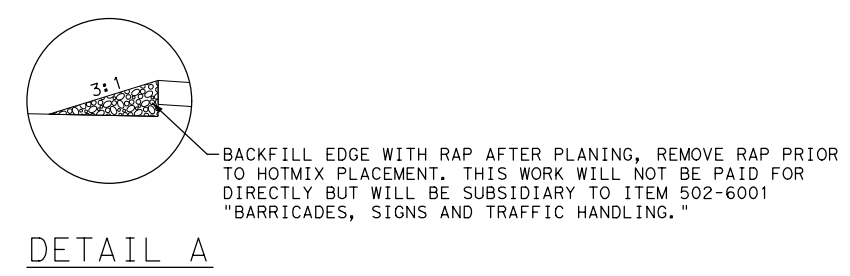 3:1
BACKFILL EDGE WITH RAP AFTER PLANING, REMOVE RAP PRIOR
TO HOTMIX PLACEMENT. THIS WORK WILL NOT BE PAID FOR
DIRECTLY BUT WILL BE SUBSIDIARY TO ITEM 502-6001
"BARRICADES, SIGNS AND TRAFFIC HANDLING."
DETAIL A